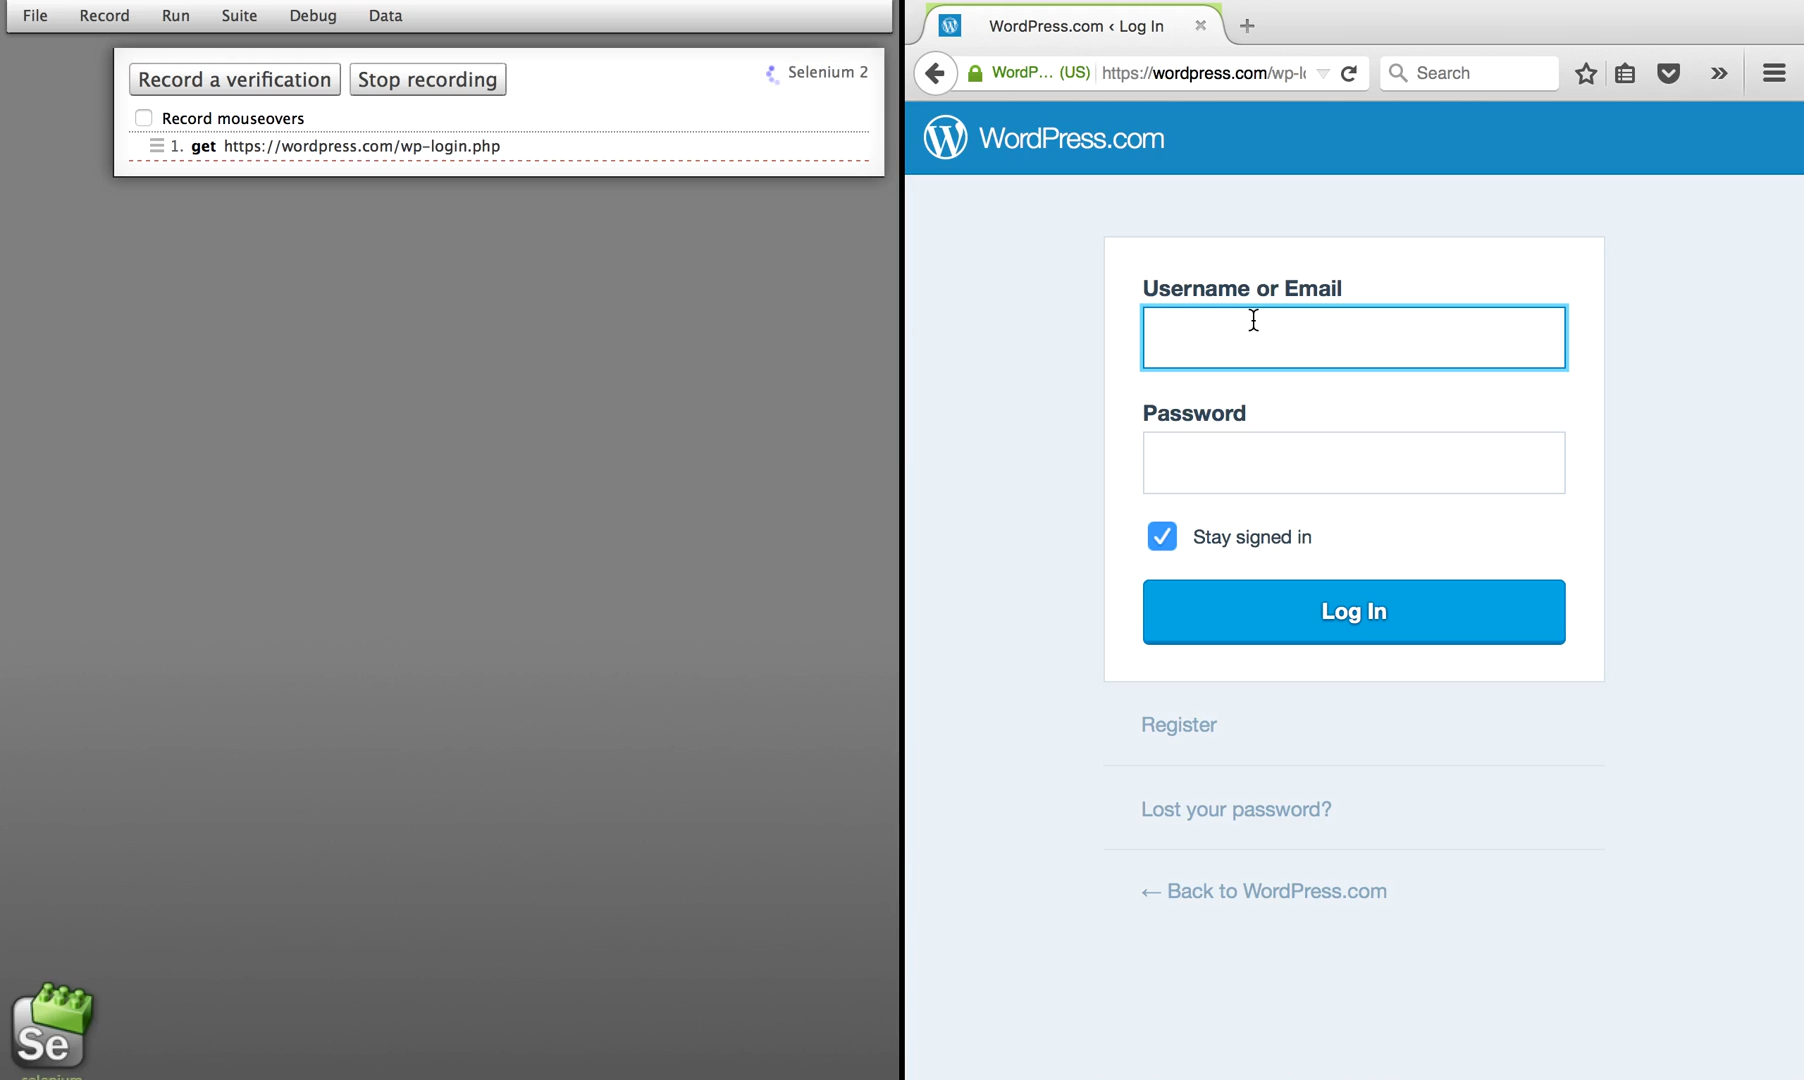 File Record Run Suite Debug Data
Record a verification Stop recording
Selenium 2
Record mouseovers
1. get https://wordpress.com/wp-login.php
Se
WordPress.com ‹ Log In
WordP... (US) https://wordpress.com/wp-l
Search
WordPress.com
Username or Email
Password
Stay signed in
Log In
Register
Lost your password?
← Back to WordPress.com